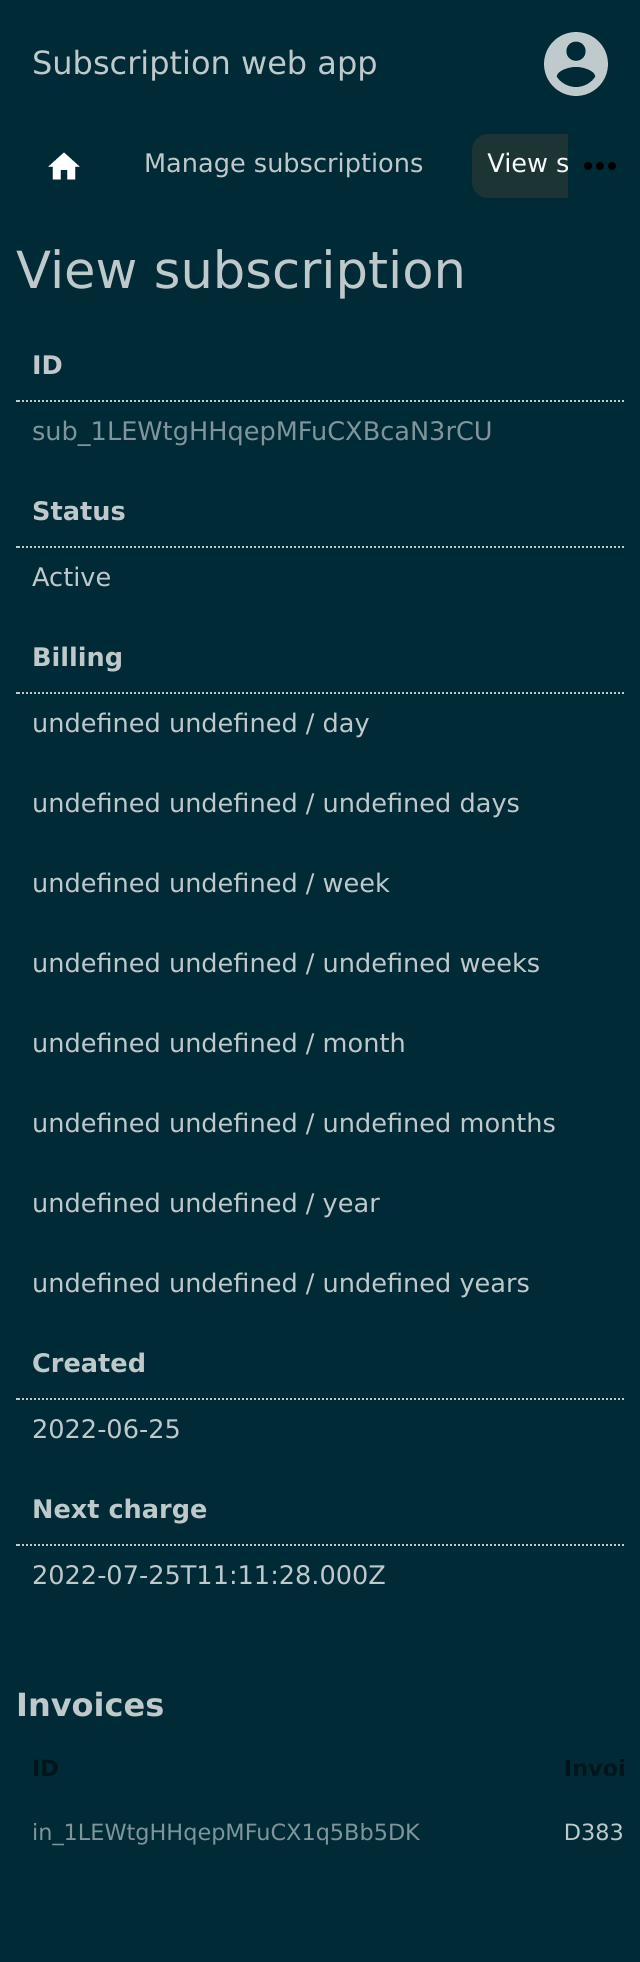 Subscription web app
Manage subscriptions View s
View subscription
ID
sub_1LEWtgHHqepMFuCXBcaN3rCU
Status
Active
Billing
undefined undefined / day
undefined undefined / undefined days
undefined undefined / week
undefined undefined / undefined weeks
undefined undefined / month
undefined undefined / undefined months
undefined undefined / year
undefined undefined / undefined years
Created
2022-06-25
Next charge
2022-07-25T11:11:28.000Z
Invoices
ID Invoi
in_1LEWtgHHqepMFuCX1q5Bb5DK D383